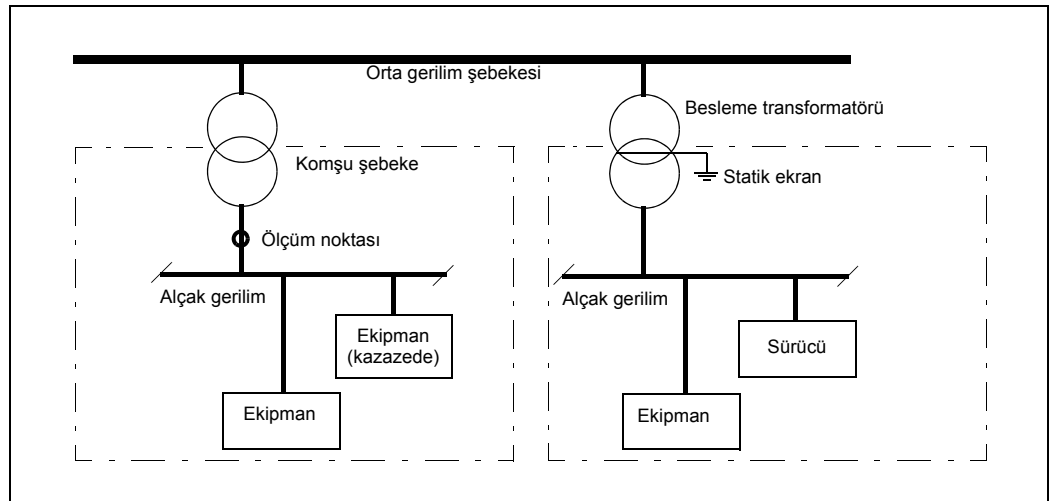 Orta gerilim şebekesi
Besleme transformatörü
Komşu şebeke
Statik ekran
Ölçüm noktası
Alçak gerilim
Alçak gerilim
Ekipman
(kazazede)
Sürücü
Ekipman
Ekipman